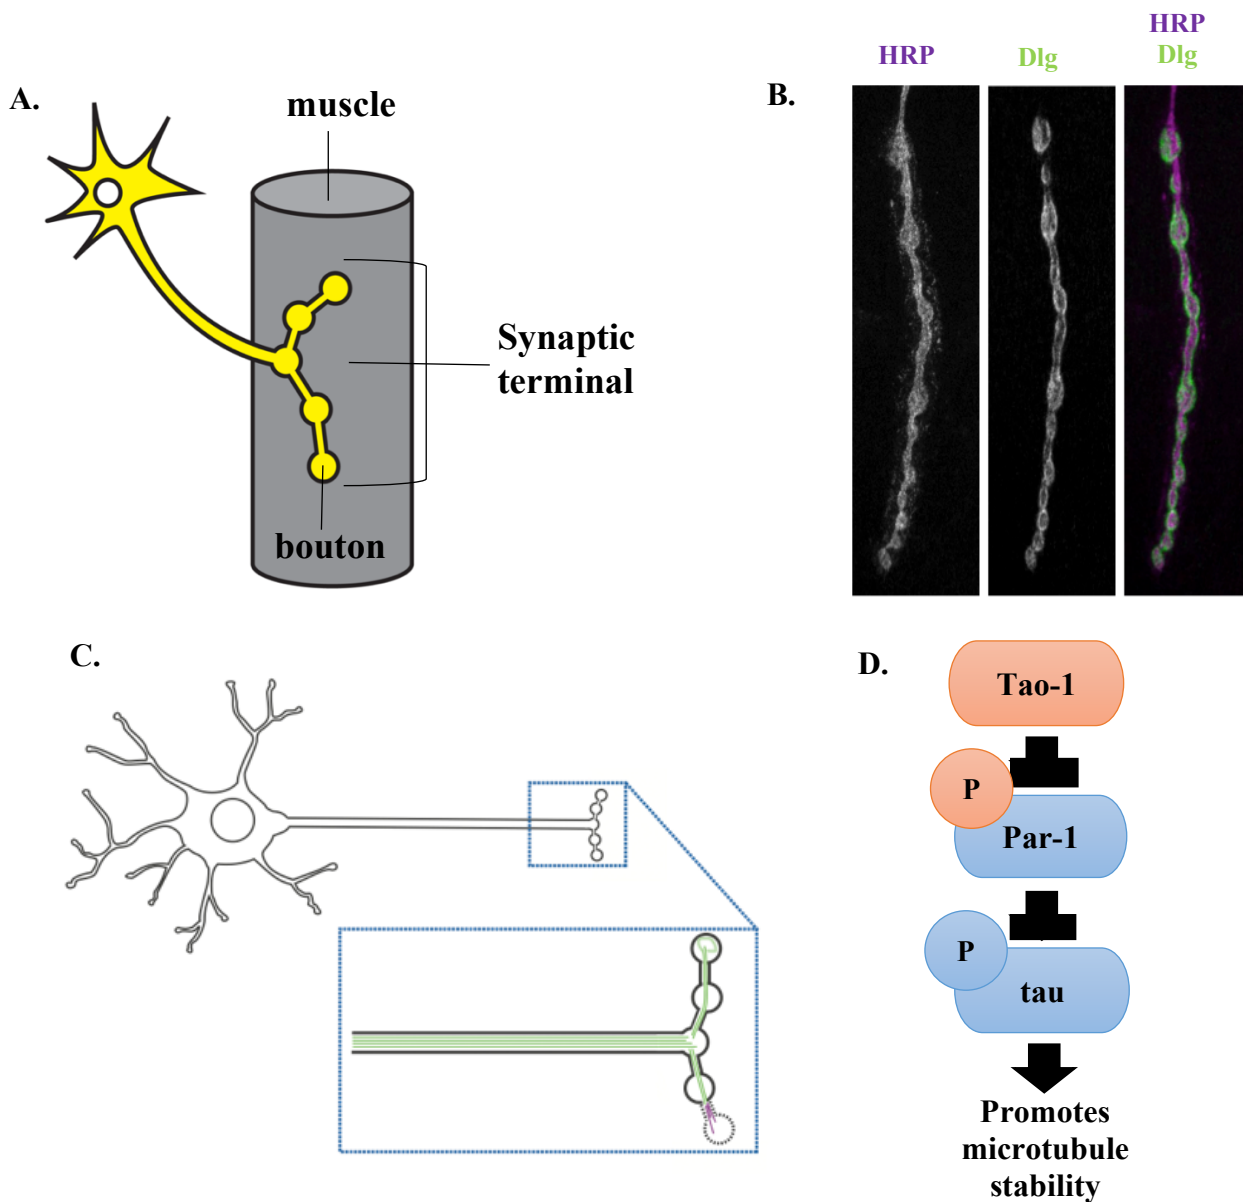 A.
muscle
Synaptic
terminal
bouton
B.
HRP
Dlg
HRP
Dlg
C.
D.
Tao-1
P
Par-1
P
tau
Promotes
microtubule
stability